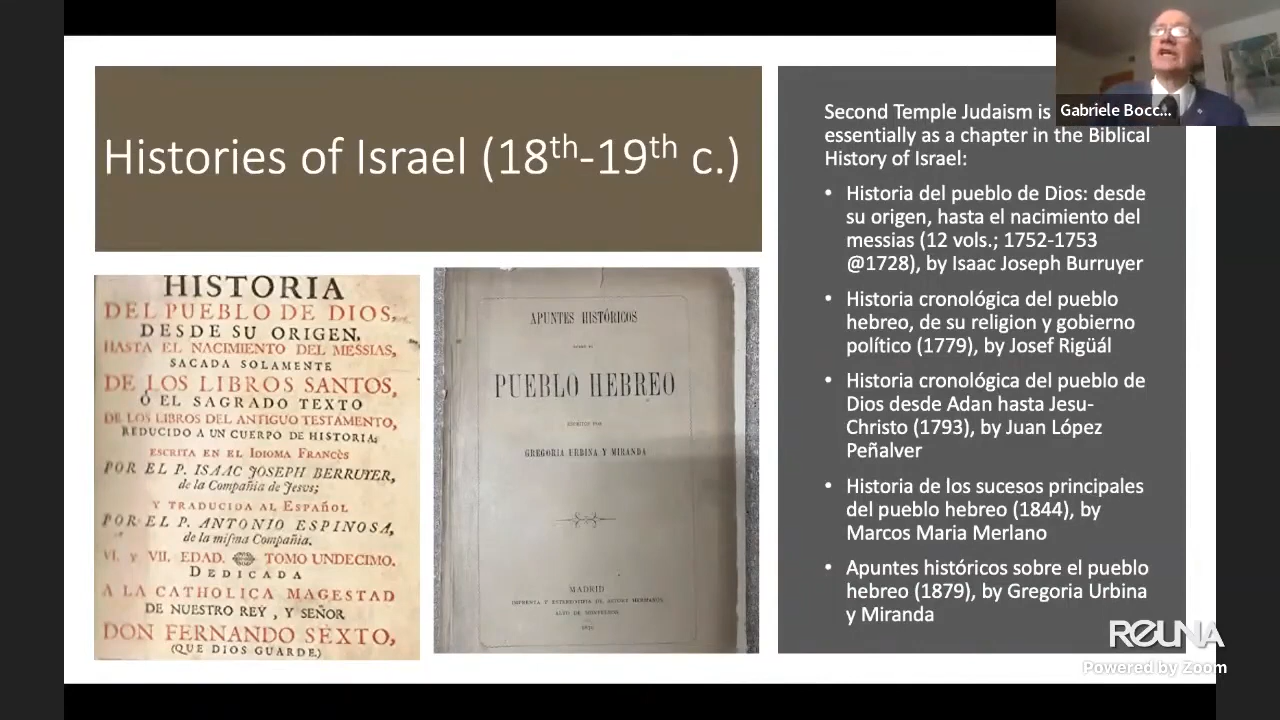 Histories of Israel (18th-19th c.)
HISTORIA
DEL PUEBLO DE DIOS,
DESDE SU ORIGEN,
HASTA EL NACIMIENTO DEL MESSIAS,
SACADA SOLAMENTE
DE LOS LIBROS SANTOS,
Ó EL SAGRADO TEXTO
DE LOS LIBROS DEL ANTIGUO TESTAMENTO,
REDUCIDO A UN CUERPO DE HISTORIA:
ESCRITA EN EL IDIOMA FRANCÈS
POR EL P. ISAAC JOSEPH BERRUYER,
de la Compañia de Jesvs;
Y TRADUCIDA AL ESPAÑOL
POR EL P. ANTONIO ESPINOSA,
de la misma Compañia.
VI. y VII. EDAD. TOMO UNDECIMO.
DEDICADA
A LA CATHOLICA MAGESTAD
DE NUESTRO REY, Y SEÑOR
DON FERNANDO SEXTO,
(QUE DIOS GUARDE.)
APUNTES HISTÓRICOS
PUEBLO HEBREO
ESCRITOS POR
GREGORIA URBINA Y MIRANDA
MADRID
Second Temple Judaism is
essentially as a chapter in the Biblical
History of Israel:
• Historia del pueblo de Dios: desde
su origen, hasta el nacimiento del
messias (12 vols.; 1752-1753
@1728), by Isaac Joseph Burruyer
• Historia cronológica del pueblo
hebreo, de su religion y gobierno
político (1779), by Josef Rigüál
• Historia cronológica del pueblo de
Dios desde Adan hasta Jesu-
Christo (1793), by Juan López
Peñalver
• Historia de los sucesos principales
del pueblo hebreo (1844), by
Marcos Maria Merlano
• Apuntes históricos sobre el pueblo
hebreo (1879), by Gregoria Urbina
y Miranda
Gabriele Bocc...
REUNA
Powered by Zoom